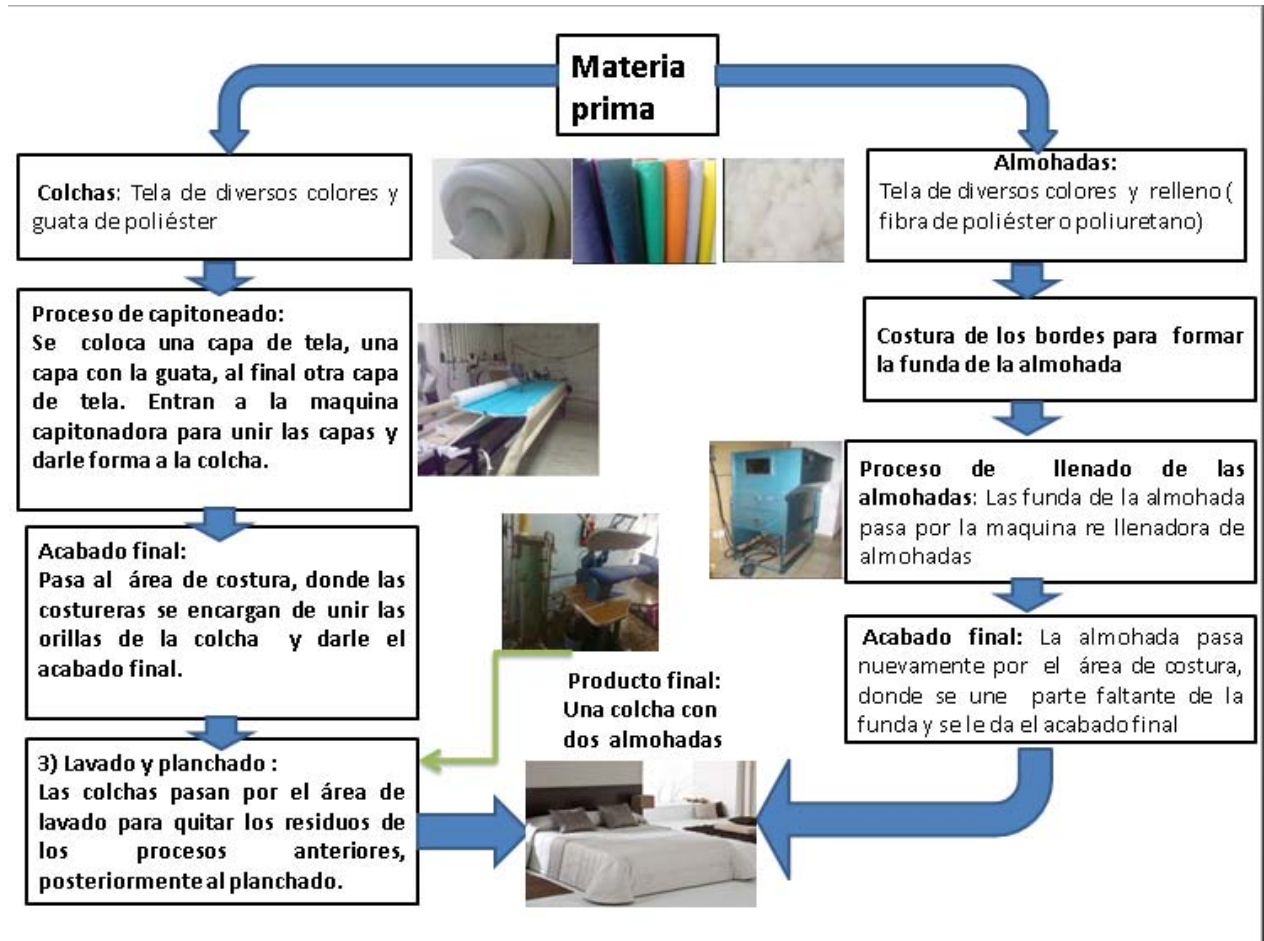 Materia
prima
Colchas: Tela de diversos colores y
guata de poliéster
Proceso de capitoneado:
Se coloca una capa de tela, una
capa con la guata, al final otra capa
de tela. Entran a la maquina
capitonadora para unir las capas y
darle forma a la colcha.
Acabado final:
Pasa al área de costura, donde las
costureras se encargan de unir las
orillas de la colcha y darle el
acabado final.
3) Lavado y planchado :
Las colchas pasan por el área de
lavado para quitar los residuos de
los procesos anteriores,
posteriormente al planchado.
Almohadas:
Tela de diversos colores y relleno (
fibra de poliéster o poliuretano)
Costura de los bordes para formar
la funda de la almohada
Proceso de llenado de las
almohadas: Las funda de la almohada
pasa por la maquina re llenadora de
almohadas
Acabado final: La almohada pasa
nuevamente por el área de costura,
donde se une parte faltante de la
funda y se le da el acabado final
Producto final:
Una colcha con
dos almohadas